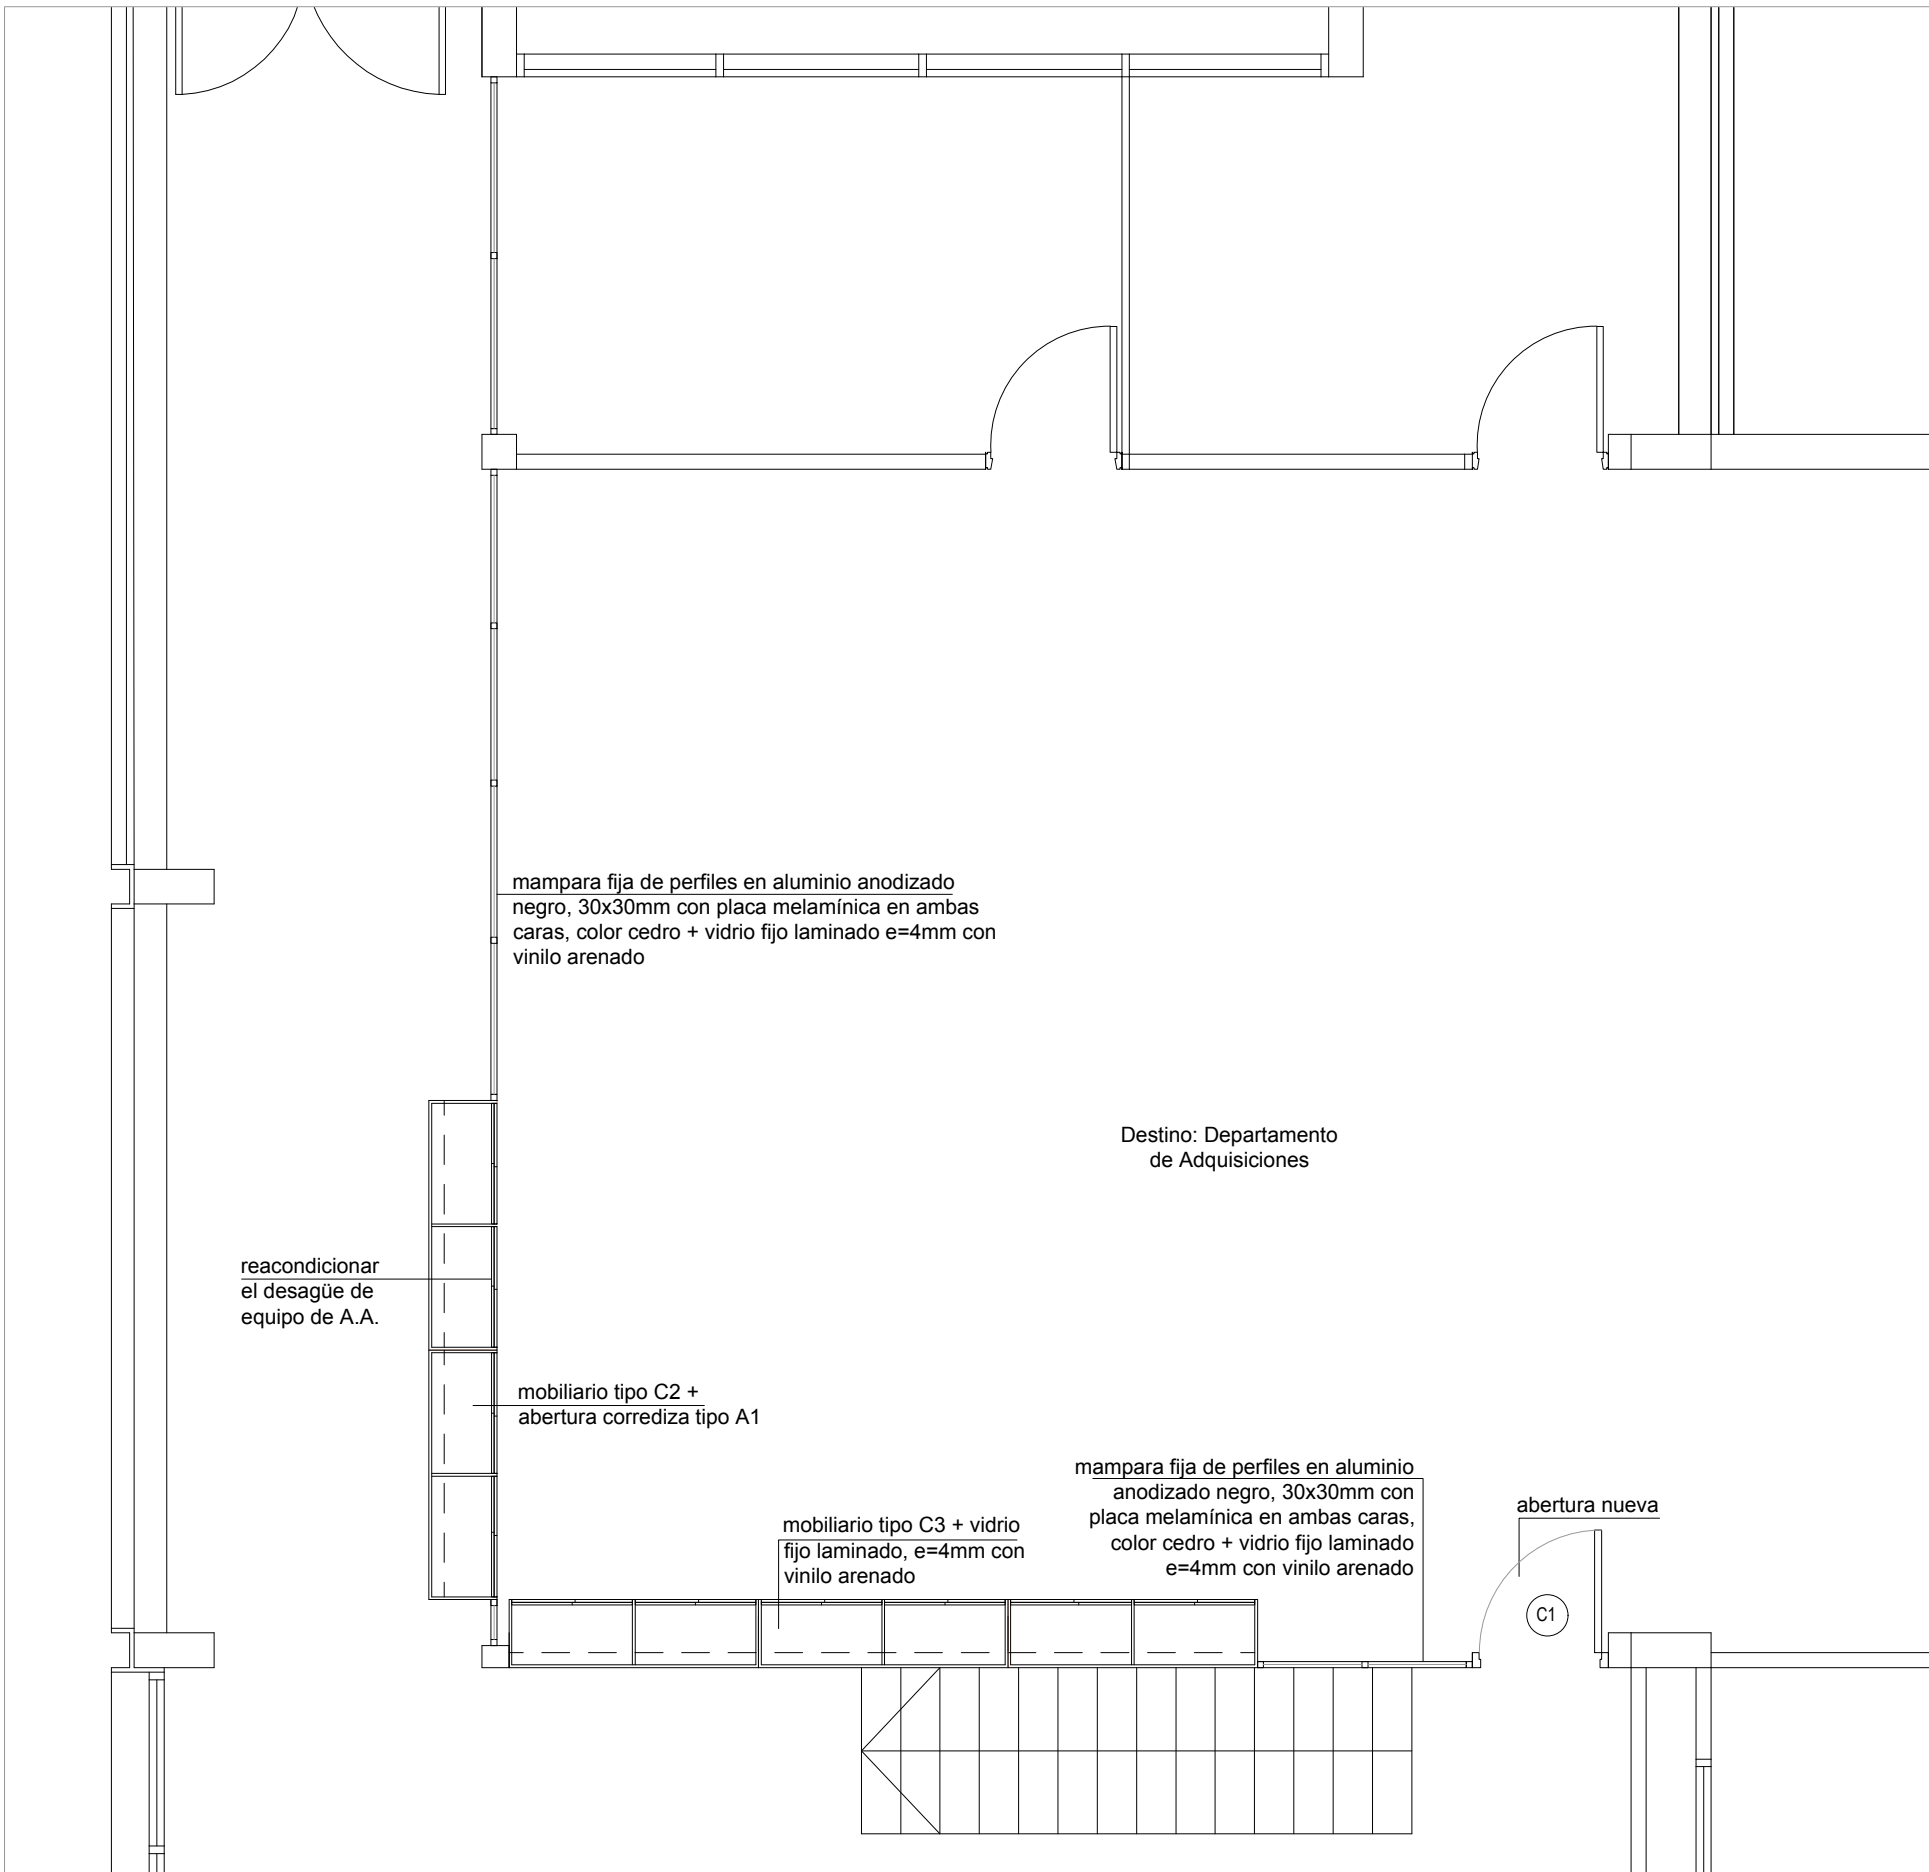 mampara fija de perfiles en aluminio anodizado
negro, 30x30mm con placa melamínica en ambas
caras, color cedro + vidrio fijo laminado e=4mm con
vinilo arenado
Destino: Departamento
de Adquisiciones
reacondicionar
el desagüe de
equipo de A.A.
mobiliario tipo C2 +
abertura corrediza tipo A1
mobiliario tipo C3 + vidrio
fijo laminado, e=4mm con
vinilo arenado
mampara fija de perfiles en aluminio
anodizado negro, 30x30mm con
placa melamínica en ambas caras,
color cedro + vidrio fijo laminado
e=4mm con vinilo arenado
abertura nueva
C1